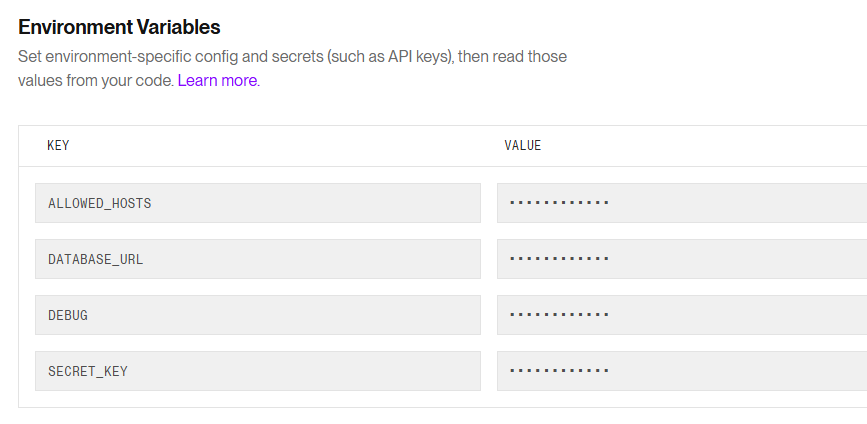 Environment Variables
Set environment-specific config and secrets (such as API keys), then read those
values from your code. Learn more.
KEY VALUE
ALLOWED_HOSTS ············
DATABASE_URL ············
DEBUG ············
SECRET_KEY ············